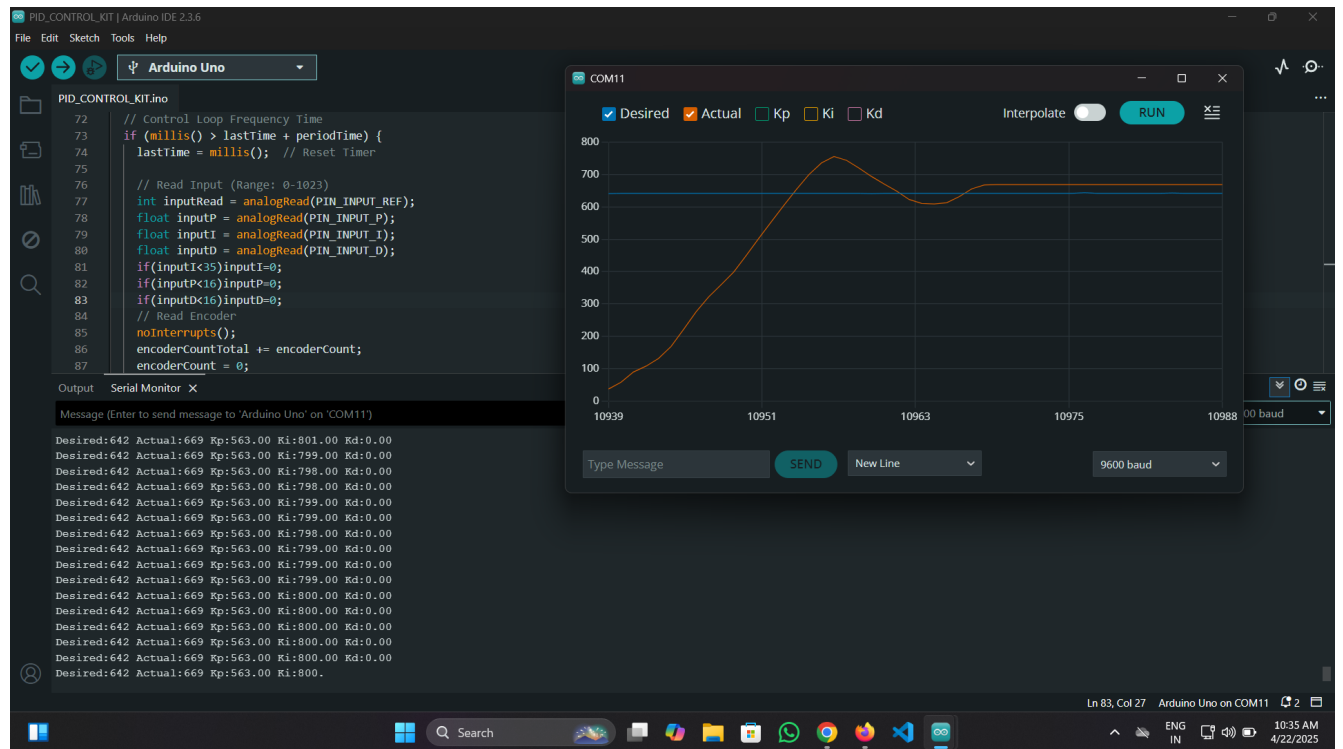 PID_CONTROL_KIT | Arduino IDE 2.3.6
File Edit Sketch Tools Help
Arduino Uno
PID_CONTROL_KIT.ino
72 // Control Loop Frequency Time
73 if (millis() > lastTime + periodTime) {
74 lastTime = millis(); // Reset Timer
75
76 // Read Input (Range: 0-1023)
77 int inputRead = analogRead(PIN_INPUT_REF);
78 float inputP = analogRead(PIN_INPUT_P);
79 float inputI = analogRead(PIN_INPUT_I);
80 float inputD = analogRead(PIN_INPUT_D);
81 if(inputI<35)inputI=0;
82 if(inputP<16)inputP=0;
83 if(inputD<16)inputD=0;
84 // Read Encoder
85 noInterrupts();
86 encoderCountTotal += encoderCount;
87 encoderCount = 0;
COM11
Desired Actual Kp Ki Kd Interpolate RUN
800
700
600
500
400
300
200
100
0
10939 10951 10963 10975 10988
Type Message SEND New Line 9600 baud
Output Serial Monitor
Message (Enter to send message to 'Arduino Uno' on 'COM11') 00 baud
Desired:642 Actual:669 Kp:563.00 Ki:801.00 Kd:0.00
Desired:642 Actual:669 Kp:563.00 Ki:799.00 Kd:0.00
Desired:642 Actual:669 Kp:563.00 Ki:798.00 Kd:0.00
Desired:642 Actual:669 Kp:563.00 Ki:798.00 Kd:0.00
Desired:642 Actual:669 Kp:563.00 Ki:799.00 Kd:0.00
Desired:642 Actual:669 Kp:563.00 Ki:799.00 Kd:0.00
Desired:642 Actual:669 Kp:563.00 Ki:798.00 Kd:0.00
Desired:642 Actual:669 Kp:563.00 Ki:799.00 Kd:0.00
Desired:642 Actual:669 Kp:563.00 Ki:799.00 Kd:0.00
Desired:642 Actual:669 Kp:563.00 Ki:799.00 Kd:0.00
Desired:642 Actual:669 Kp:563.00 Ki:800.00 Kd:0.00
Desired:642 Actual:669 Kp:563.00 Ki:800.00 Kd:0.00
Desired:642 Actual:669 Kp:563.00 Ki:800.00 Kd:0.00
Desired:642 Actual:669 Kp:563.00 Ki:800.00 Kd:0.00
Desired:642 Actual:669 Kp:563.00 Ki:800.00 Kd:0.00
Desired:642 Actual:669 Kp:563.00 Ki:800.
Ln 83, Col 27 Arduino Uno on COM11 2
Search
ENG
IN
10:35 AM
4/22/2025